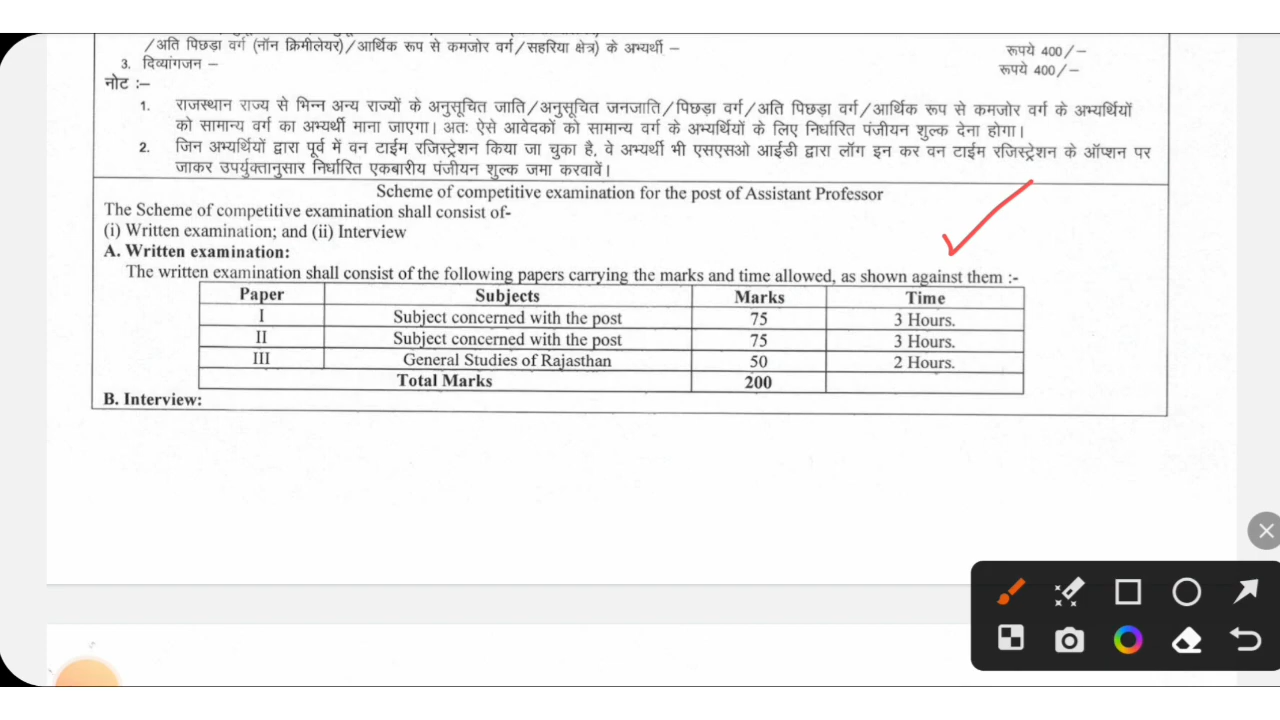 /अति पिछड़ा वर्ग (नॉन क्रिमीलेयर)/आर्थिक रूप से कमजोर वर्ग/सहरिया क्षेत्र) के अभ्यर्थी – रूपये 400/–
3. दिव्यांगजन – रूपये 400/–
नोट :–
1. राजस्थान राज्य से भिन्न अन्य राज्यों के अनुसूचित जाति/अनुसूचित जनजाति/पिछड़ा वर्ग/अति पिछड़ा वर्ग/आर्थिक रूप से कमजोर वर्ग के अभ्यर्थियों
को सामान्य वर्ग का अभ्यर्थी माना जाएगा। अतः ऐसे आवेदकों को सामान्य वर्ग के अभ्यर्थियों के लिए निर्धारित पंजीयन शुल्क देना होगा।
2. जिन अभ्यर्थियों द्वारा पूर्व में वन टाईम रजिस्ट्रेशन किया जा चुका है, वे अभ्यर्थी भी एसएसओ आईडी द्वारा लॉग इन कर वन टाईम रजिस्ट्रेशन के ऑप्शन पर
जाकर उपर्युक्तानुसार निर्धारित एकबारीय पंजीयन शुल्क जमा करवावें।
Scheme of competitive examination for the post of Assistant Professor
The Scheme of competitive examination shall consist of-
(i) Written examination; and (ii) Interview
A. Written examination:
The written examination shall consist of the following papers carrying the marks and time allowed, as shown against them :-
Paper Subjects Marks Time
I Subject concerned with the post 75 3 Hours.
II Subject concerned with the post 75 3 Hours.
III General Studies of Rajasthan 50 2 Hours.
Total Marks 200
B. Interview: